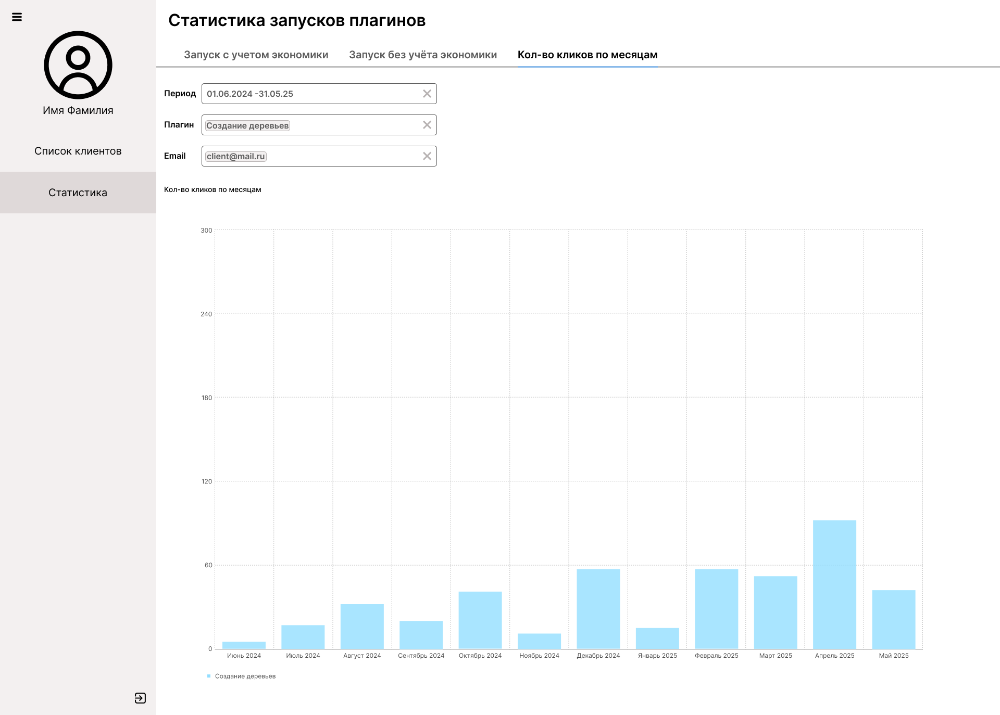 Статистика запусков плагинов
Имя Фамилия
Список клиентов
Статистика
Запуск с учетом экономики
Запуск без учёта экономики
Кол-во кликов по месяцам
Период
01.06.2024 -31.05.25
Плагин
Создание деревьев
Email
client@mail.ru
Кол-во кликов по месяцам
300
240
180
120
60
0
Июнь 2024
Июль 2024
Август 2024
Сентябрь 2024
Октябрь 2024
Ноябрь 2024
Декабрь 2024
Январь 2025
Февраль 2025
Март 2025
Апрель 2025
Май 2025
Создание деревьев